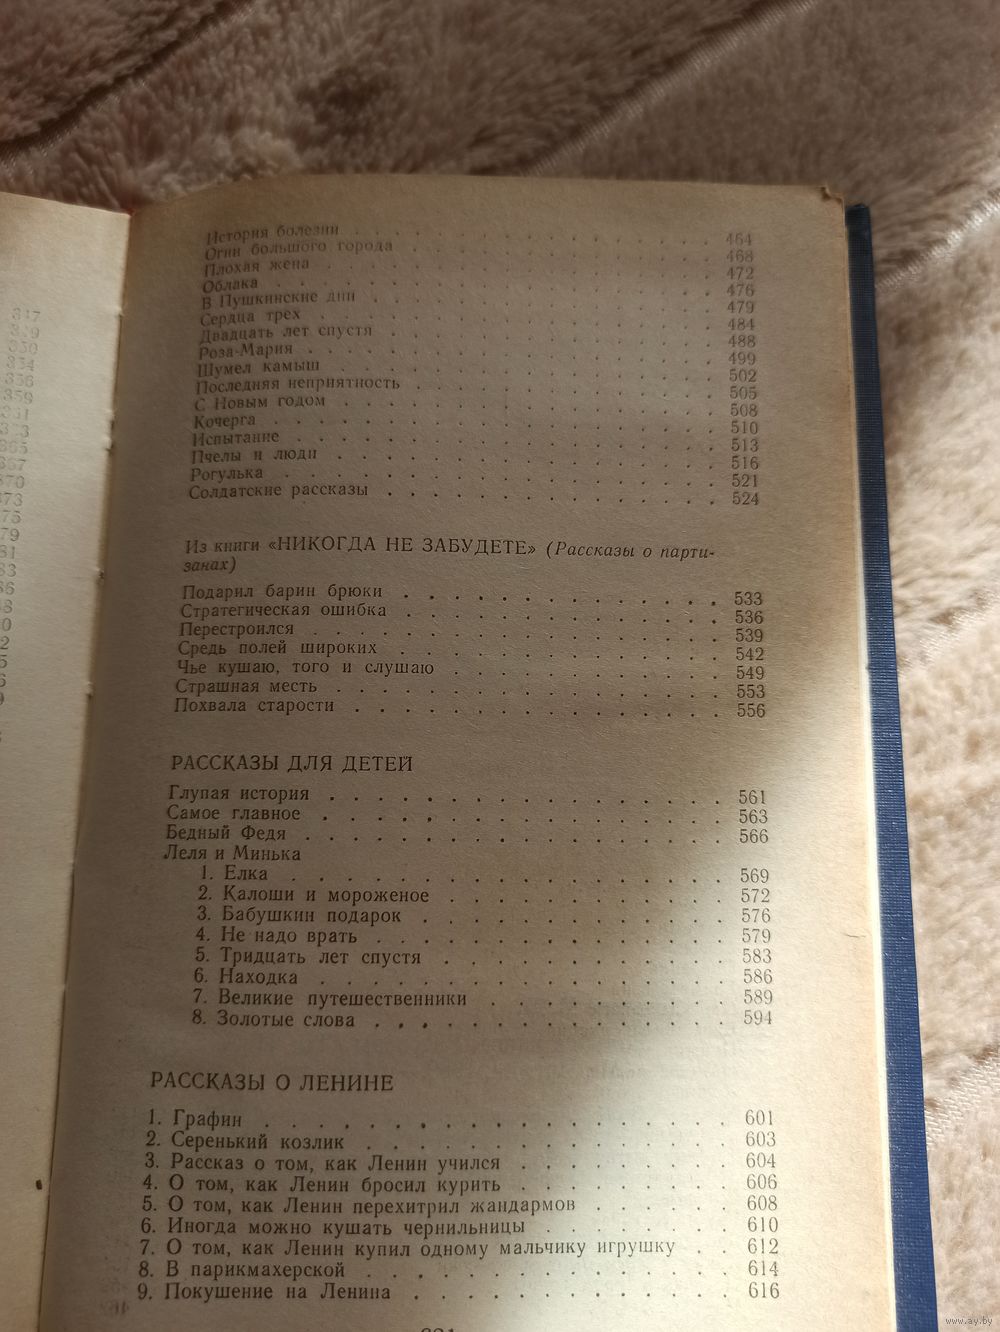 История болезни . . . 464
Огни большого города . . . 468
Плохая жена . . . 472
Облака . . . 476
В Пушкинские дни . . . 479
Сердца трех . . . 484
Двадцать лет спустя . . . 488
Роза-Мария . . . 499
Шумел камыш . . . 502
Последняя неприятность . . . 505
С Новым годом . . . 508
Кочерга . . . 510
Испытание . . . 513
Пчелы и люди . . . 516
Рогулька . . . 521
Солдатские рассказы . . . 524
Из книги «НИКОГДА НЕ ЗАБУДЕТЕ» (Рассказы о парти-
занах)
Подарил барин брюки . . . 533
Стратегическая ошибка . . . 536
Перестроился . . . 539
Средь полей широких . . . 542
Чье кушаю, того и слушаю . . . 549
Страшная месть . . . 553
Похвала старости . . . 556
РАССКАЗЫ ДЛЯ ДЕТЕЙ
Глупая история . . . 561
Самое главное . . . 563
Бедный Федя . . . 566
Леля и Минька
1. Елка . . . 569
2. Калоши и мороженое . . . 572
3. Бабушкин подарок . . . 576
4. Не надо врать . . . 579
5. Тридцать лет спустя . . . 583
6. Находка . . . 586
7. Великие путешественники . . . 589
8. Золотые слова . . . 594
РАССКАЗЫ О ЛЕНИНЕ
1. Графин . . . 601
2. Серенький козлик . . . 603
3. Рассказ о том, как Ленин учился . . . 604
4. О том, как Ленин бросил курить . . . 606
5. О том, как Ленин перехитрил жандармов . . . 608
6. Иногда можно кушать чернильницы . . . 610
7. О том, как Ленин купил одному мальчику игрушку . . 612
8. В парикмахерской . . . 614
9. Покушение на Ленина . . . 616
www.ay.by